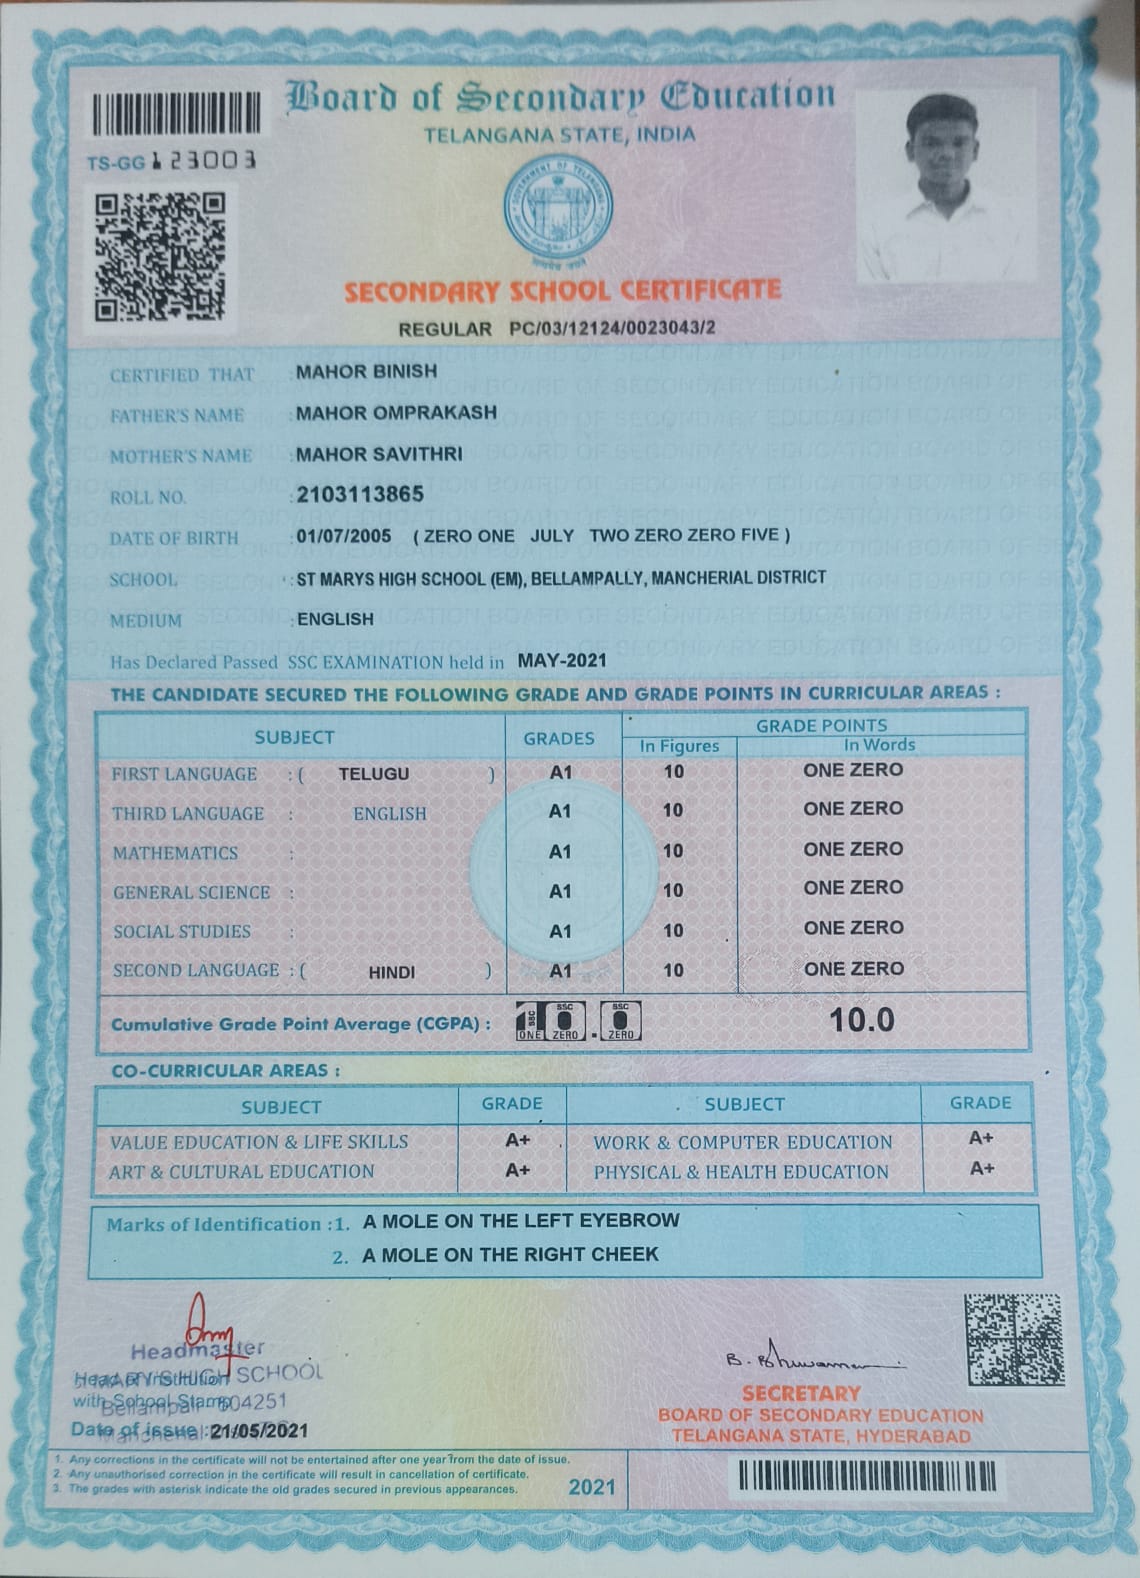 Board of Secondary Education
TELANGANA STATE, INDIA
TS-GG 123003
GOVERNMENT OF TELANGANA
SECONDARY SCHOOL CERTIFICATE
REGULAR PC/03/12124/0023043/2
CERTIFIED THAT : MAHOR BINISH
FATHER'S NAME : MAHOR OMPRAKASH
MOTHER'S NAME : MAHOR SAVITHRI
ROLL NO. : 2103113865
DATE OF BIRTH : 01/07/2005 ( ZERO ONE JULY TWO ZERO ZERO FIVE )
SCHOOL : ST MARYS HIGH SCHOOL (EM), BELLAMPALLY, MANCHERIAL DISTRICT
MEDIUM : ENGLISH
Has Declared Passed SSC EXAMINATION held in MAY-2021
THE CANDIDATE SECURED THE FOLLOWING GRADE AND GRADE POINTS IN CURRICULAR AREAS :
SUBJECT GRADES GRADE POINTS
In Figures In Words
FIRST LANGUAGE : ( TELUGU ) A1 10 ONE ZERO
THIRD LANGUAGE : ENGLISH A1 10 ONE ZERO
MATHEMATICS : A1 10 ONE ZERO
GENERAL SCIENCE : A1 10 ONE ZERO
SOCIAL STUDIES : A1 10 ONE ZERO
SECOND LANGUAGE : ( HINDI ) A1 10 ONE ZERO
Cumulative Grade Point Average (CGPA) : 1 SSC ONE 0 SSC ZERO . 0 SSC ZERO 10.0
CO-CURRICULAR AREAS :
SUBJECT GRADE SUBJECT GRADE
VALUE EDUCATION & LIFE SKILLS A+ WORK & COMPUTER EDUCATION A+
ART & CULTURAL EDUCATION A+ PHYSICAL & HEALTH EDUCATION A+
Marks of Identification :1. A MOLE ON THE LEFT EYEBROW
2. A MOLE ON THE RIGHT CHEEK
Headmaster
HIGH SCHOOL
with School Stamp 504251
Date of issue :21/05/2021
SECRETARY
BOARD OF SECONDARY EDUCATION
TELANGANA STATE, HYDERABAD
1. Any corrections in the certificate will not be entertained after one year from the date of issue.
2. Any unauthorised correction in the certificate will result in cancellation of certificate.
3. The grades with asterisk indicate the old grades secured in previous appearances.
2021